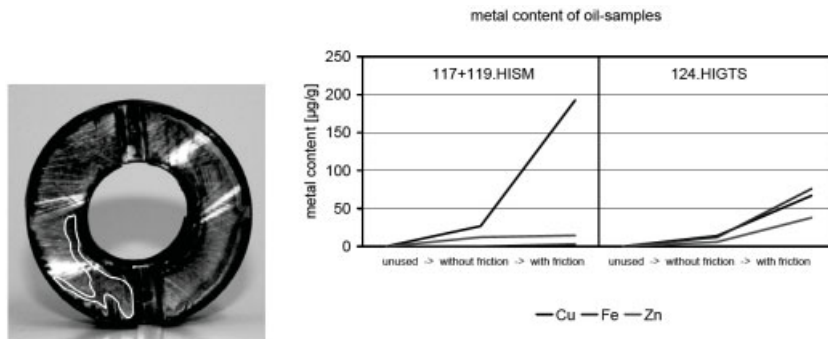 metal content of oil-samples
250
200
150
100
50
0
metal content [µg/g]
117+119.HISM
124.HIGTS
unused -> without friction -> with friction
unused -> without friction -> with friction
Cu Fe Zn